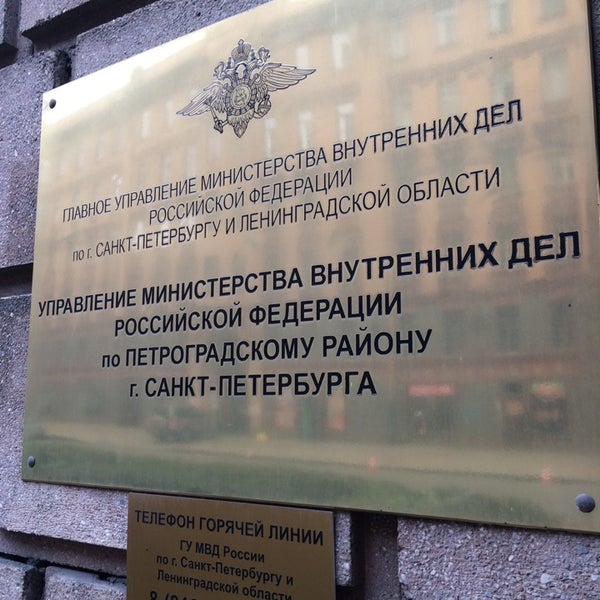 ГЛАВНОЕ УПРАВЛЕНИЕ МИНИСТЕРСТВА ВНУТРЕННИХ ДЕЛ
РОССИЙСКОЙ ФЕДЕРАЦИИ
по г. САНКТ-ПЕТЕРБУРГУ И ЛЕНИНГРАДСКОЙ ОБЛАСТИ
УПРАВЛЕНИЕ МИНИСТЕРСТВА ВНУТРЕННИХ ДЕЛ
РОССИЙСКОЙ ФЕДЕРАЦИИ
по ПЕТРОГРАДСКОМУ РАЙОНУ
г. САНКТ-ПЕТЕРБУРГА
ТЕЛЕФОН ГОРЯЧЕЙ ЛИНИИ
ГУ МВД России
по г. Санкт-Петербургу и
Ленинградской области